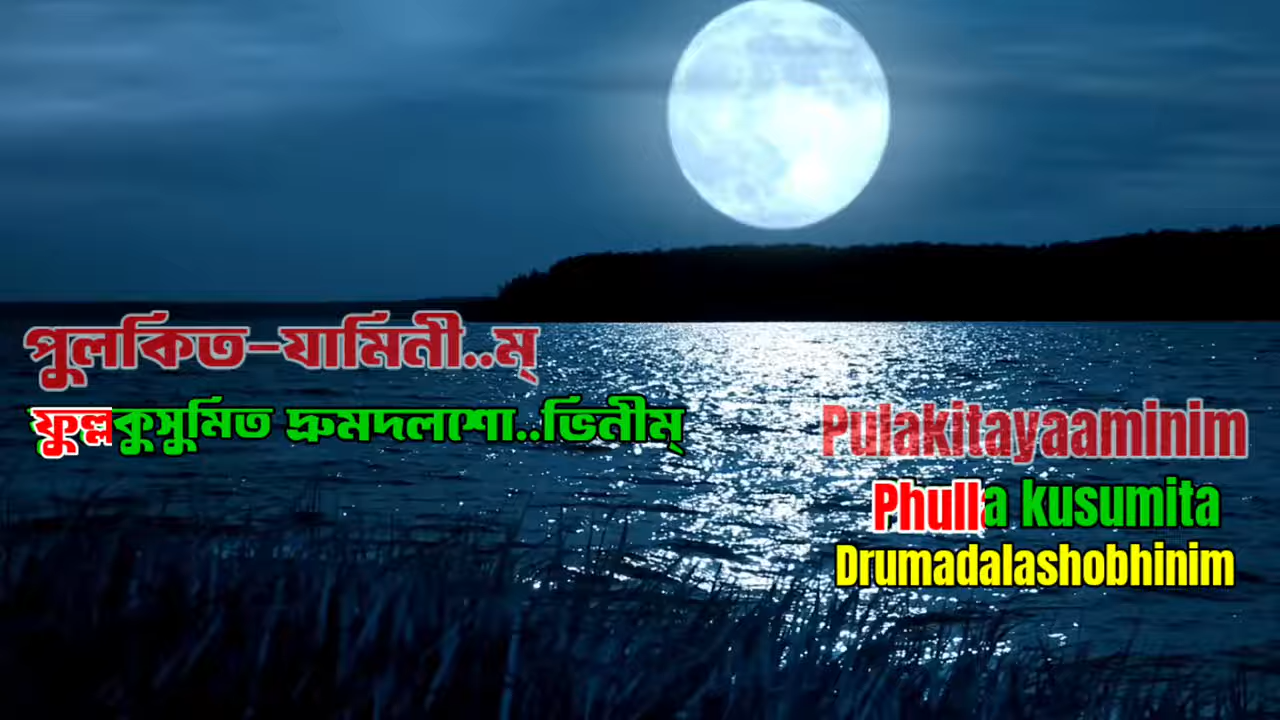 পুলকিত-যামিনী..ম্
ফুল্লকুসুমিত দ্রুমদলশো..ভিনীম্
Pulakitayaaminim
Phulla kusumita
Drumadalashobhinim